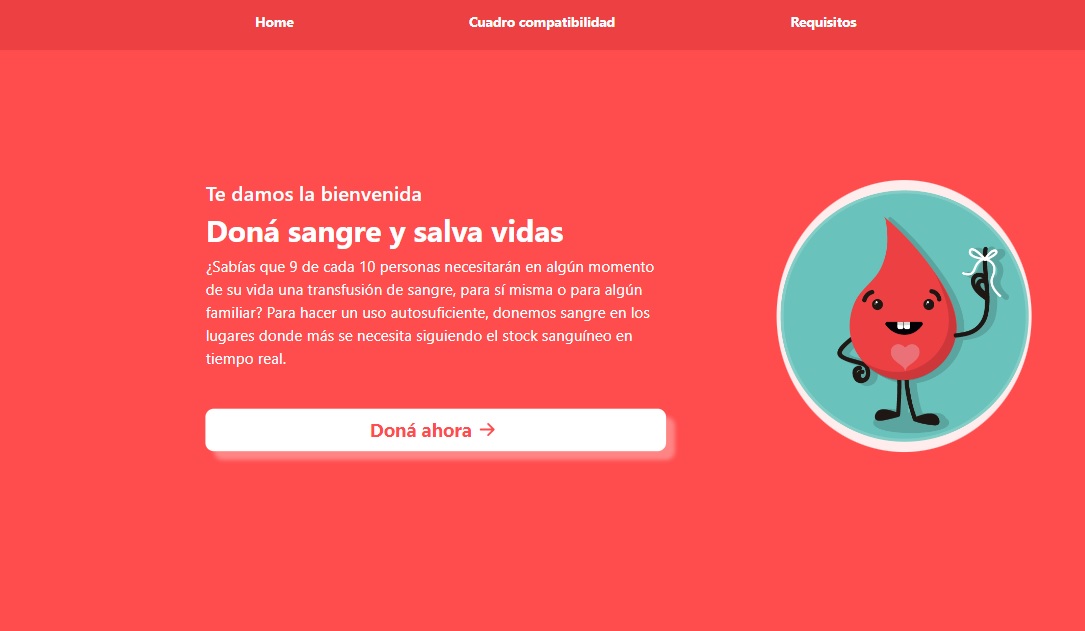 Home
Cuadro compatibilidad
Requisitos
Te damos la bienvenida
Doná sangre y salva vidas
¿Sabías que 9 de cada 10 personas necesitarán en algún momento
de su vida una transfusión de sangre, para sí misma o para algún
familiar? Para hacer un uso autosuficiente, donemos sangre en los
lugares donde más se necesita siguiendo el stock sanguíneo en
tiempo real.
Doná ahora →